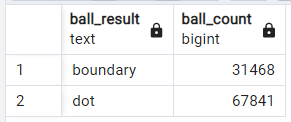 ball_result ball_count
text bigint
1 boundary 31468
2 dot 67841